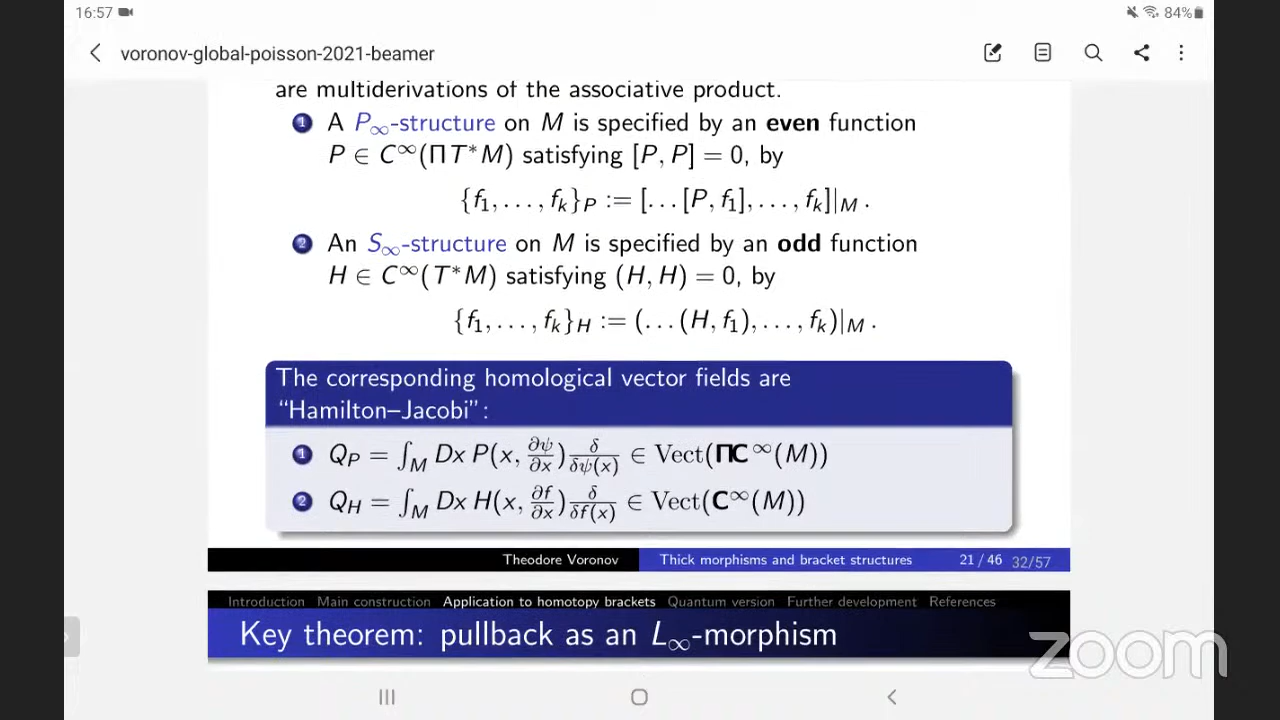 16:57 84%
voronov-global-poisson-2021-beamer
are multiderivations of the associative product.
1 A P∞-structure on M is specified by an even function
P ∈ C∞(ΠT*M) satisfying [P, P] = 0, by
{f₁, . . . , fₖ}P := [. . . [P, f₁], . . . , fₖ]|M .
2 An S∞-structure on M is specified by an odd function
H ∈ C∞(T*M) satisfying (H, H) = 0, by
{f₁, . . . , fₖ}H := (. . . (H, f₁), . . . , fₖ)|M .
The corresponding homological vector fields are
“Hamilton–Jacobi”:
1 Q_P = ∫_M Dx P(x, ∂ψ/∂x) δ/δψ(x) ∈ Vect(ΠC∞(M))
2 Q_H = ∫_M Dx H(x, ∂f/∂x) δ/δf(x) ∈ Vect(C∞(M))
Theodore Voronov Thick morphisms and bracket structures 21 / 46 32/57
Introduction Main construction Application to homotopy brackets Quantum version Further development References
Key theorem: pullback as an L∞-morphism
zoom